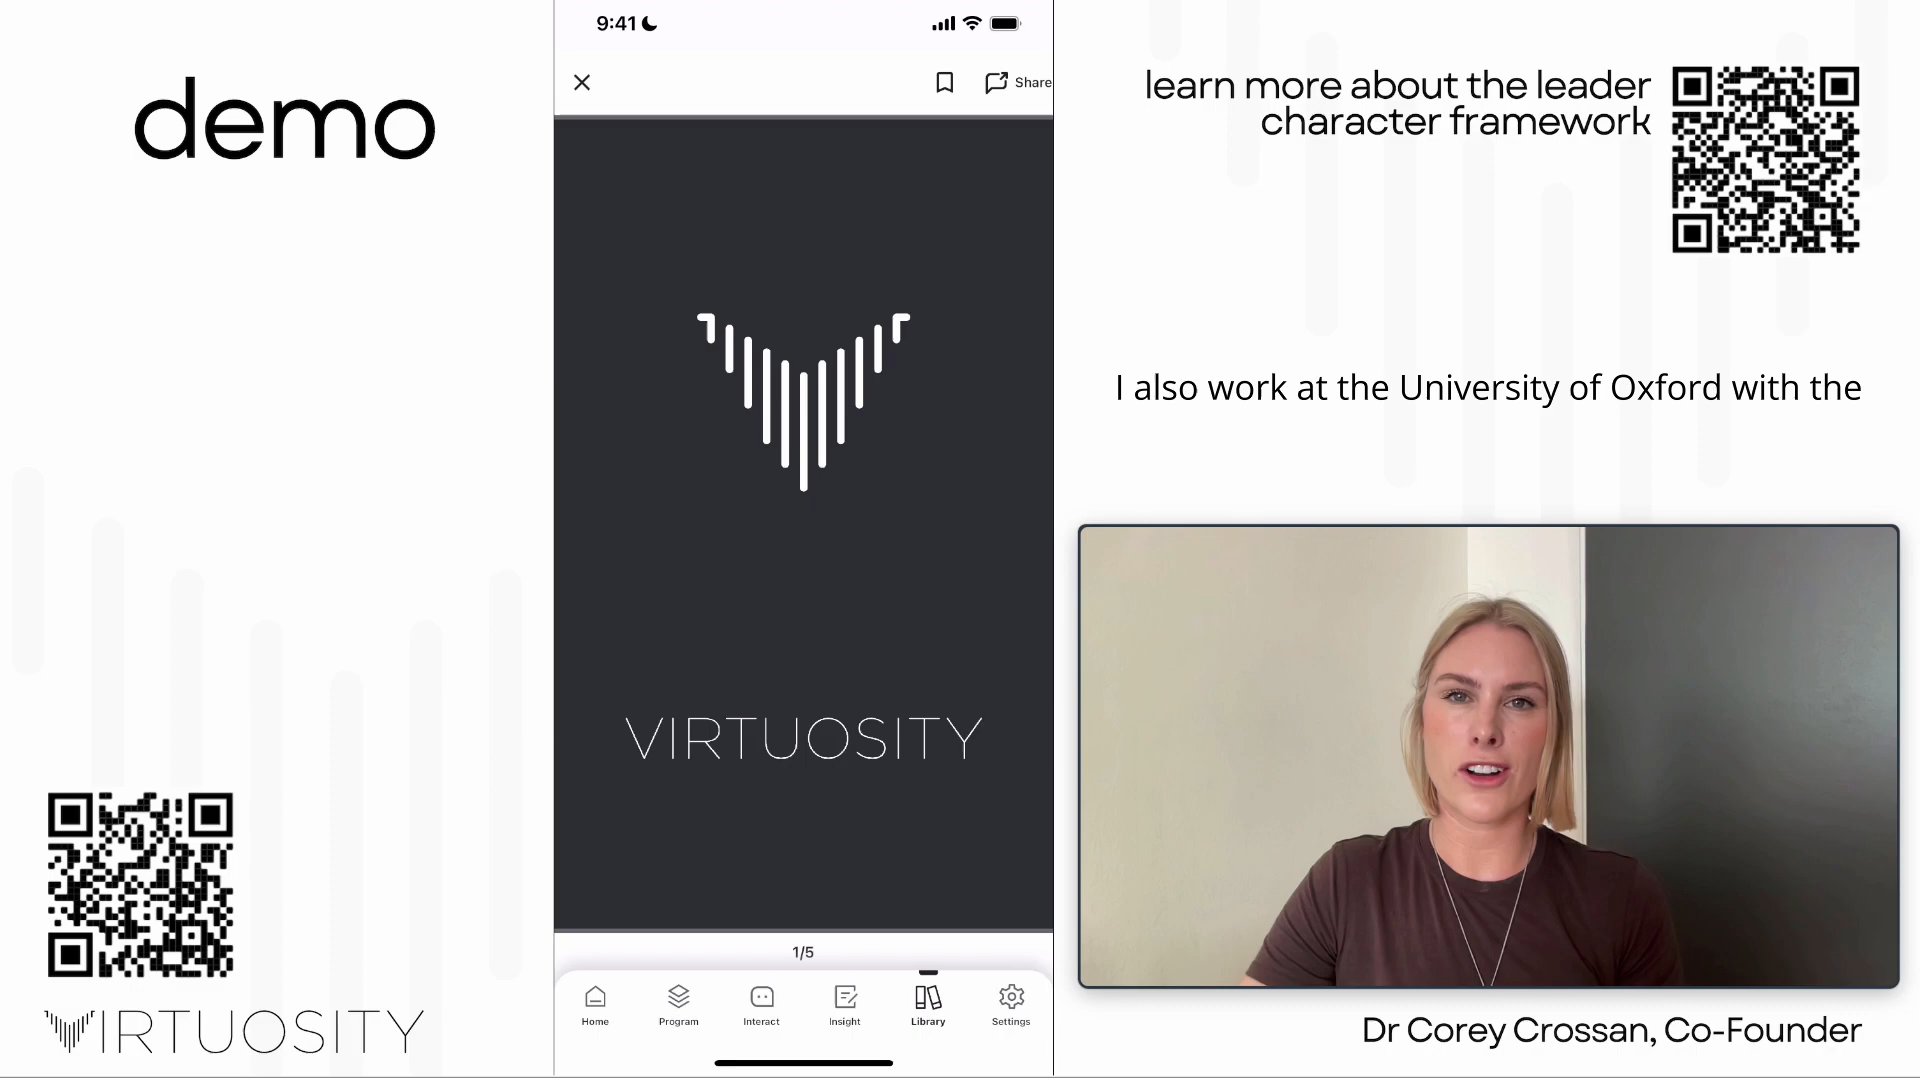 demo
VIRTUOSITY
9:41
Share
VIRTUOSITY
1/5
Home
Program
Interact
Insight
Library
Settings
learn more about the leader
character framework
I also work at the University of Oxford with the
Dr Corey Crossan, Co-Founder